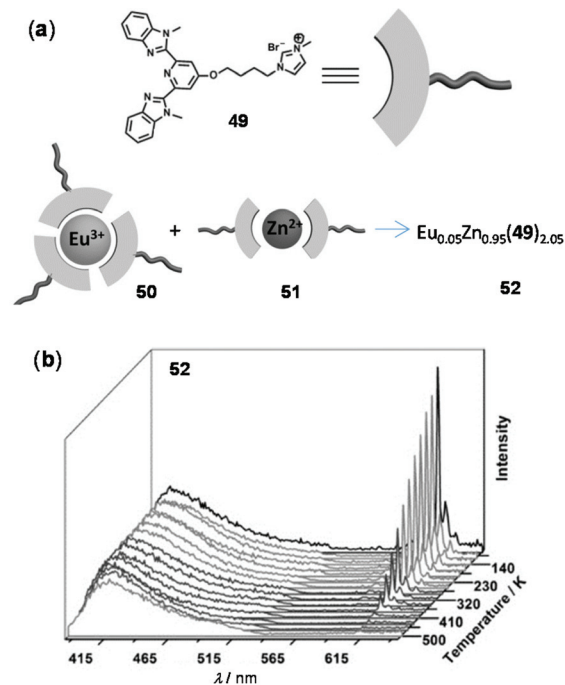 (a)
N
N
N
N
N
O
Br⁻
⊕
N
N
49
Eu³⁺
+
Zn²⁺
Eu₀.₀₅Zn₀.₉₅(49)₂.₀₅
50
51
52
(b)
52
Intensity
140
230
320
410
500
Temperature / K
415
465
515
565
615
λ / nm